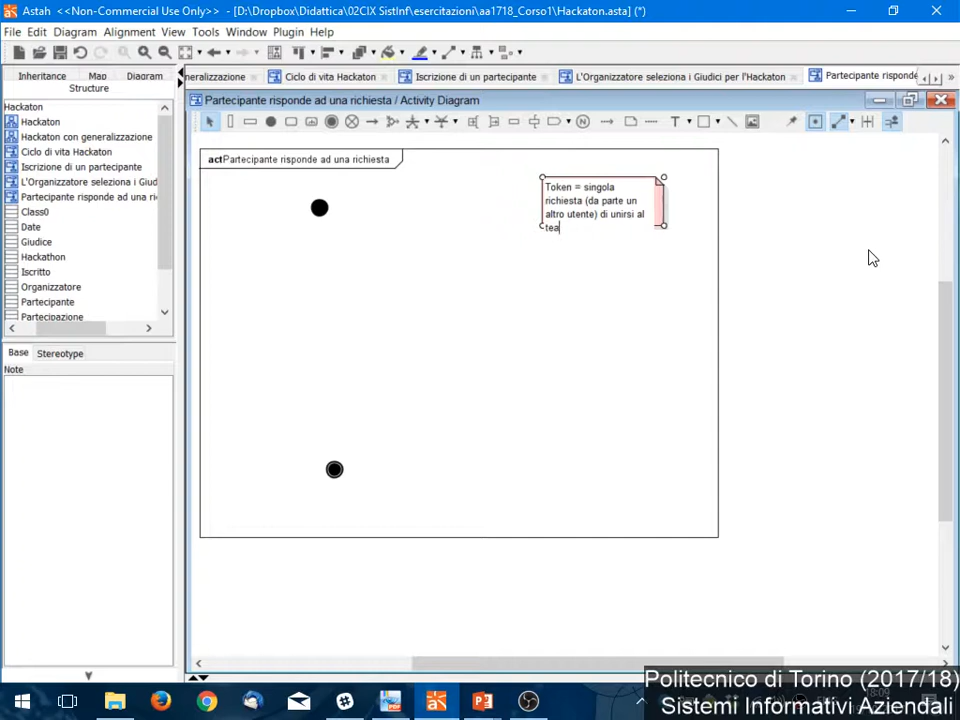 Astah <<Non-Commercial Use Only>> - [D:\Dropbox\Didattica\02CIX SistInf\esercitazioni\aa1718_Corso1\Hackaton.asta] (*)
File Edit Diagram Alignment View Tools Window Plugin Help
Inheritance Map Diagram
Structure
eneralizzazione Ciclo di vita Hackaton Iscrizione di un partecipante L'Organizzatore seleziona i Giudici per l'Hackaton Partecipante risponde
Partecipante risponde ad una richiesta / Activity Diagram
Hackaton
Hackaton
Hackaton con generalizzazione
Ciclo di vita Hackaton
Iscrizione di un partecipante
L'Organizzatore seleziona i Giud
Partecipante risponde ad una ri
Class0
Date
Giudice
Hackathon
Iscritto
Organizzatore
Partecipante
Partecipazione
Base Stereotype
Note
act Partecipante risponde ad una richiesta
Token = singola
richiesta (da parte un
altro utente) di unirsi al
tea
T
N
18:09
Politecnico di Torino (2017/18)
Sistemi Informativi Aziendali